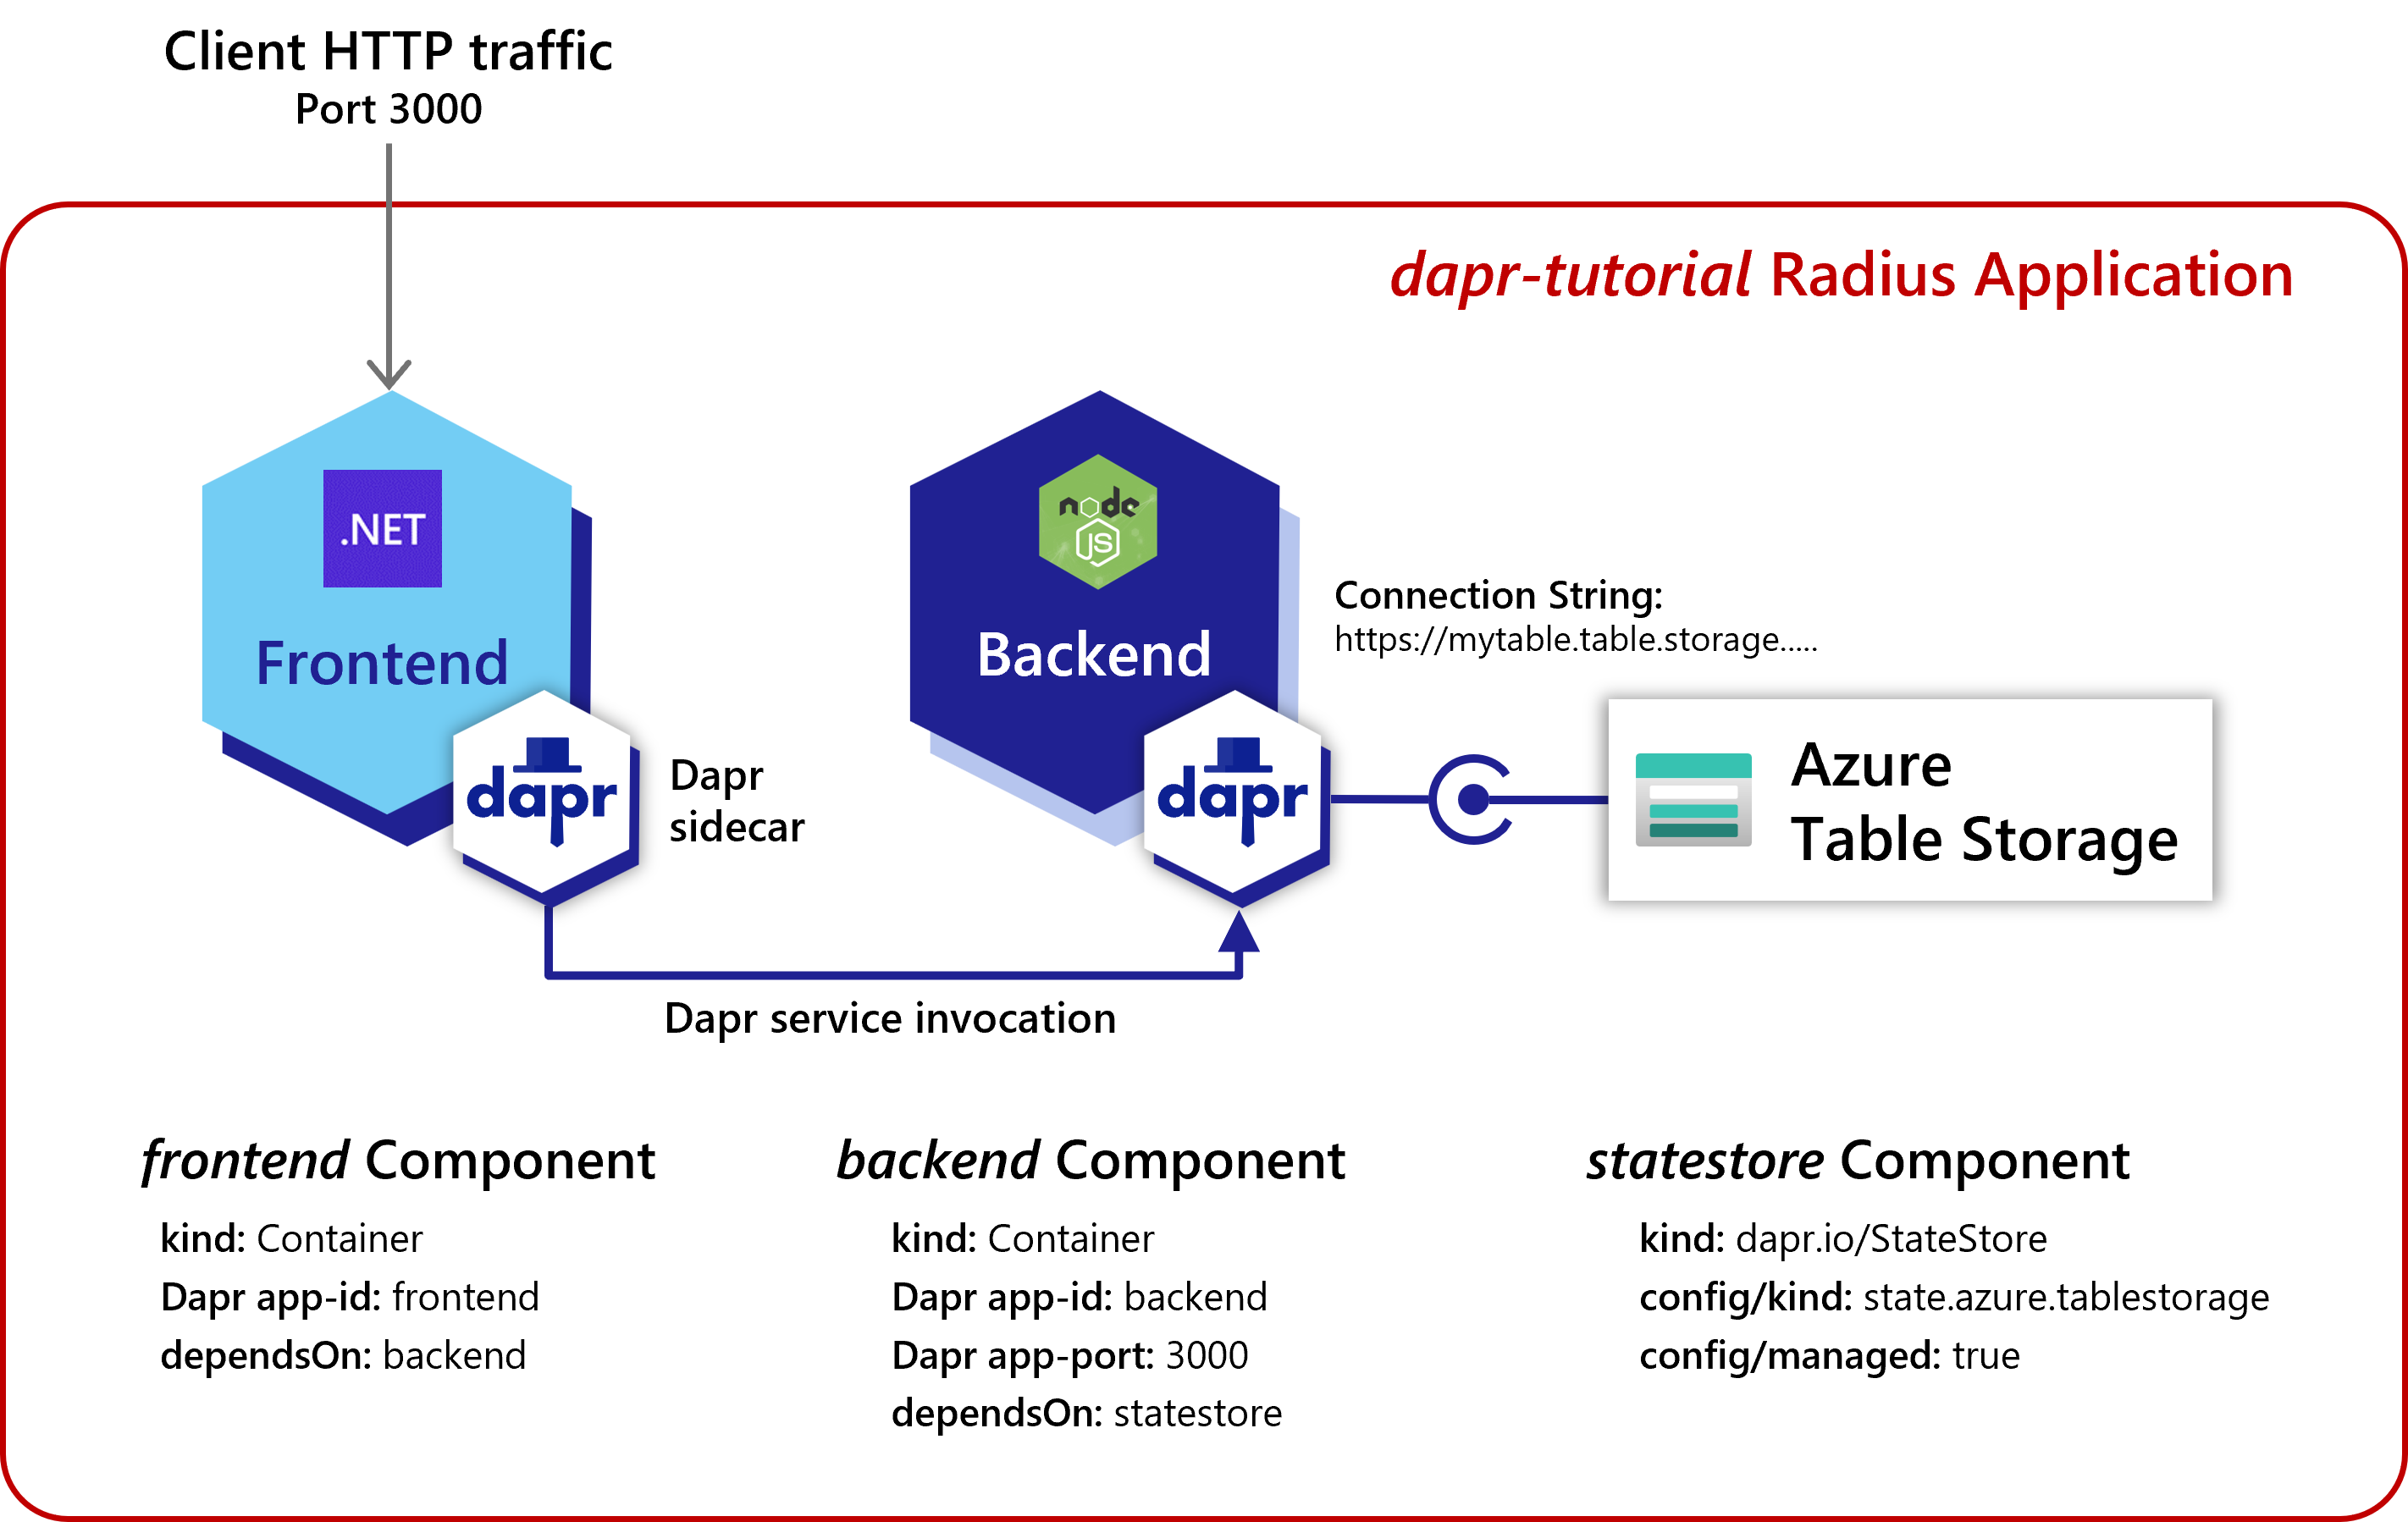 Client HTTP traffic
Port 3000
dapr-tutorial Radius Application
.NET
Frontend
dapr
Dapr
sidecar
node
JS
Backend
dapr
Connection String:
https://mytable.table.storage.....
Azure
Table Storage
Dapr service invocation
frontend Component
kind: Container
Dapr app-id: frontend
dependsOn: backend
backend Component
kind: Container
Dapr app-id: backend
Dapr app-port: 3000
dependsOn: statestore
statestore Component
kind: dapr.io/StateStore
config/kind: state.azure.tablestorage
config/managed: true